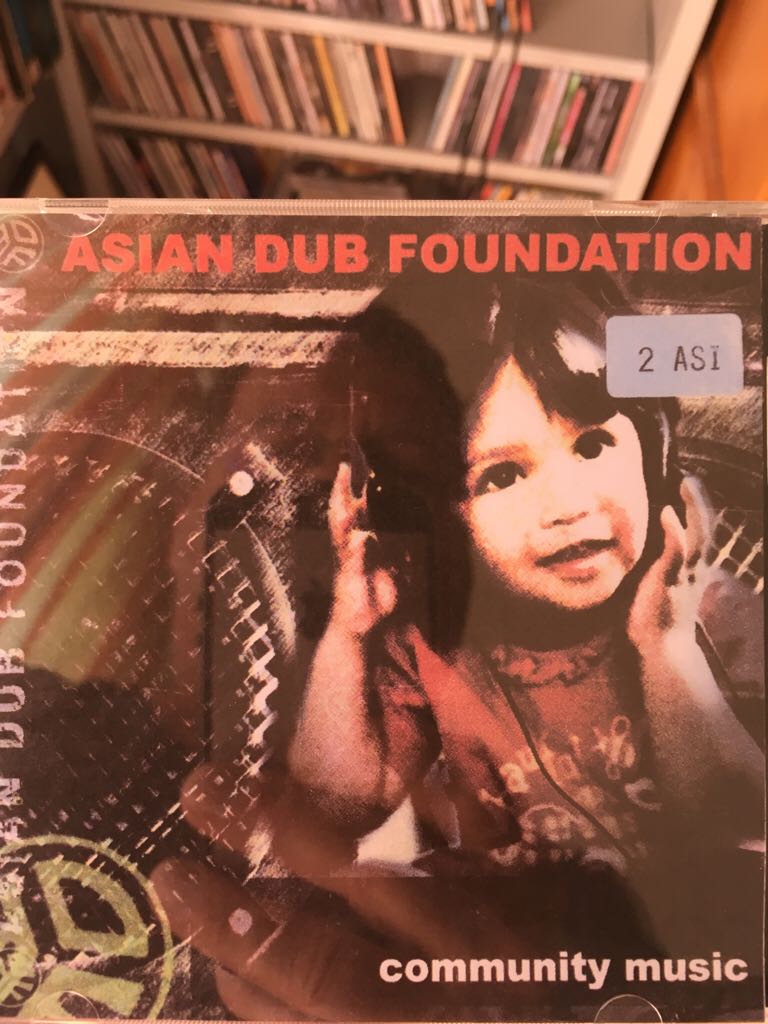 ASIAN DUB FOUNDATION
2 ASI
ASIAN DUB FOUNDATION
community music